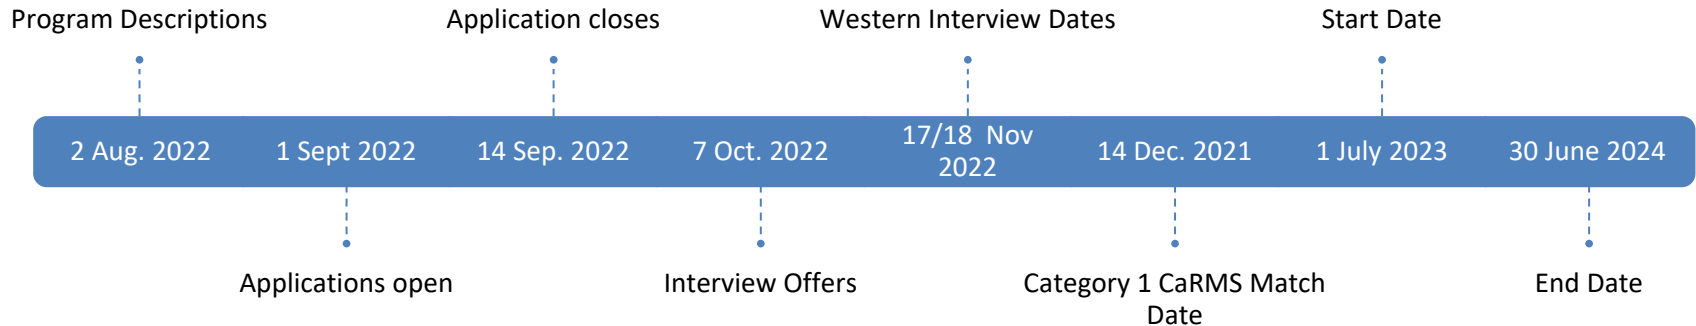 Program Descriptions
Application closes
Western Interview Dates
Start Date
2 Aug. 2022
1 Sept 2022
14 Sep. 2022
7 Oct. 2022
17/18 Nov
2022
14 Dec. 2021
1 July 2023
30 June 2024
Applications open
Interview Offers
Category 1 CaRMS Match
Date
End Date